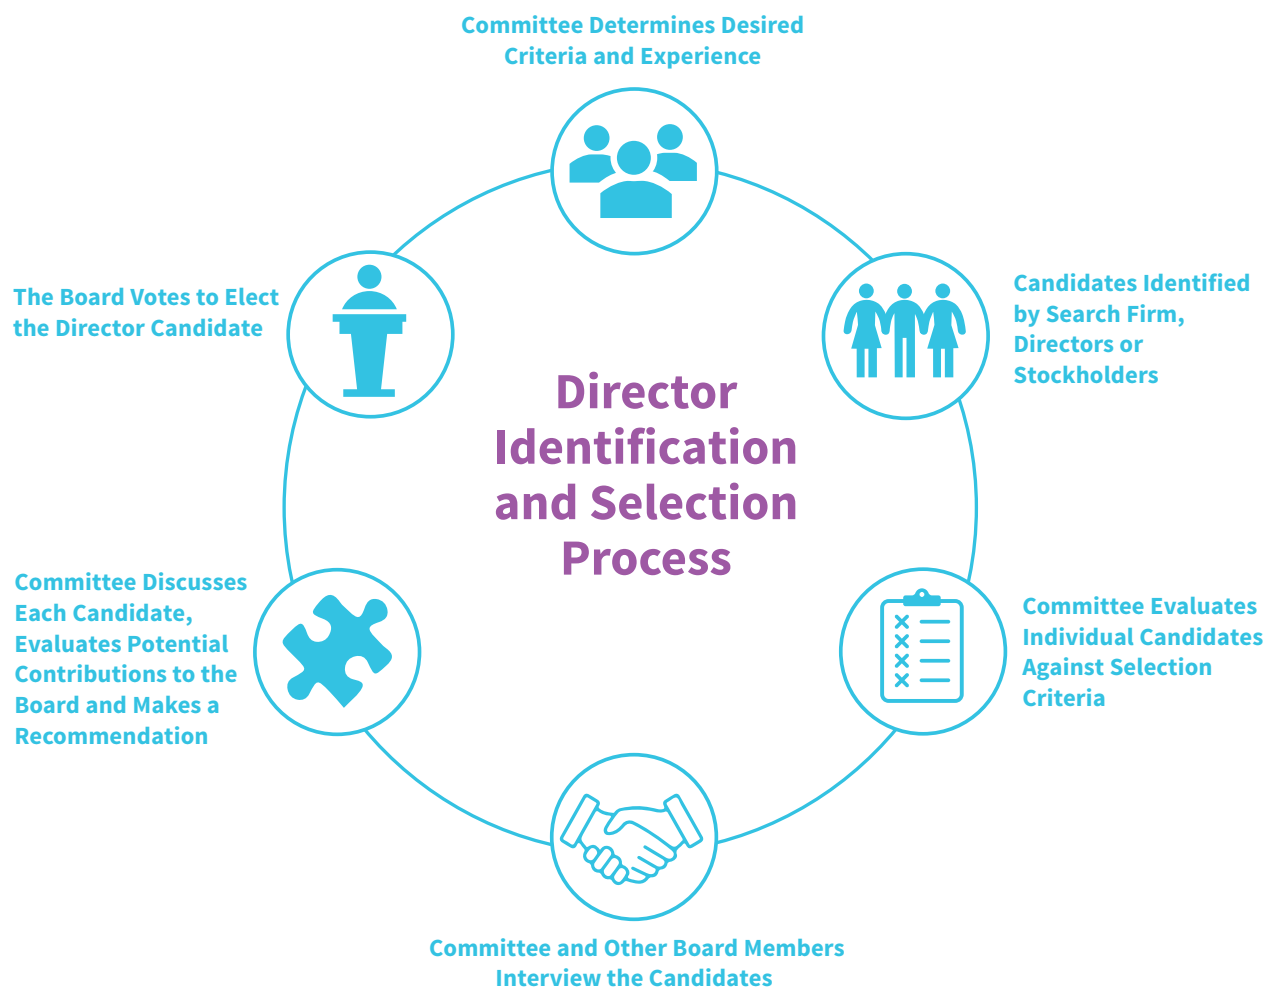 Committee Determines Desired
Criteria and Experience
Candidates Identified
by Search Firm,
Directors or
Stockholders
Committee Evaluates
Individual Candidates
Against Selection
Criteria
Committee and Other Board Members
Interview the Candidates
Committee Discusses
Each Candidate,
Evaluates Potential
Contributions to the
Board and Makes a
Recommendation
The Board Votes to Elect
the Director Candidate
Director
Identification
and Selection
Process